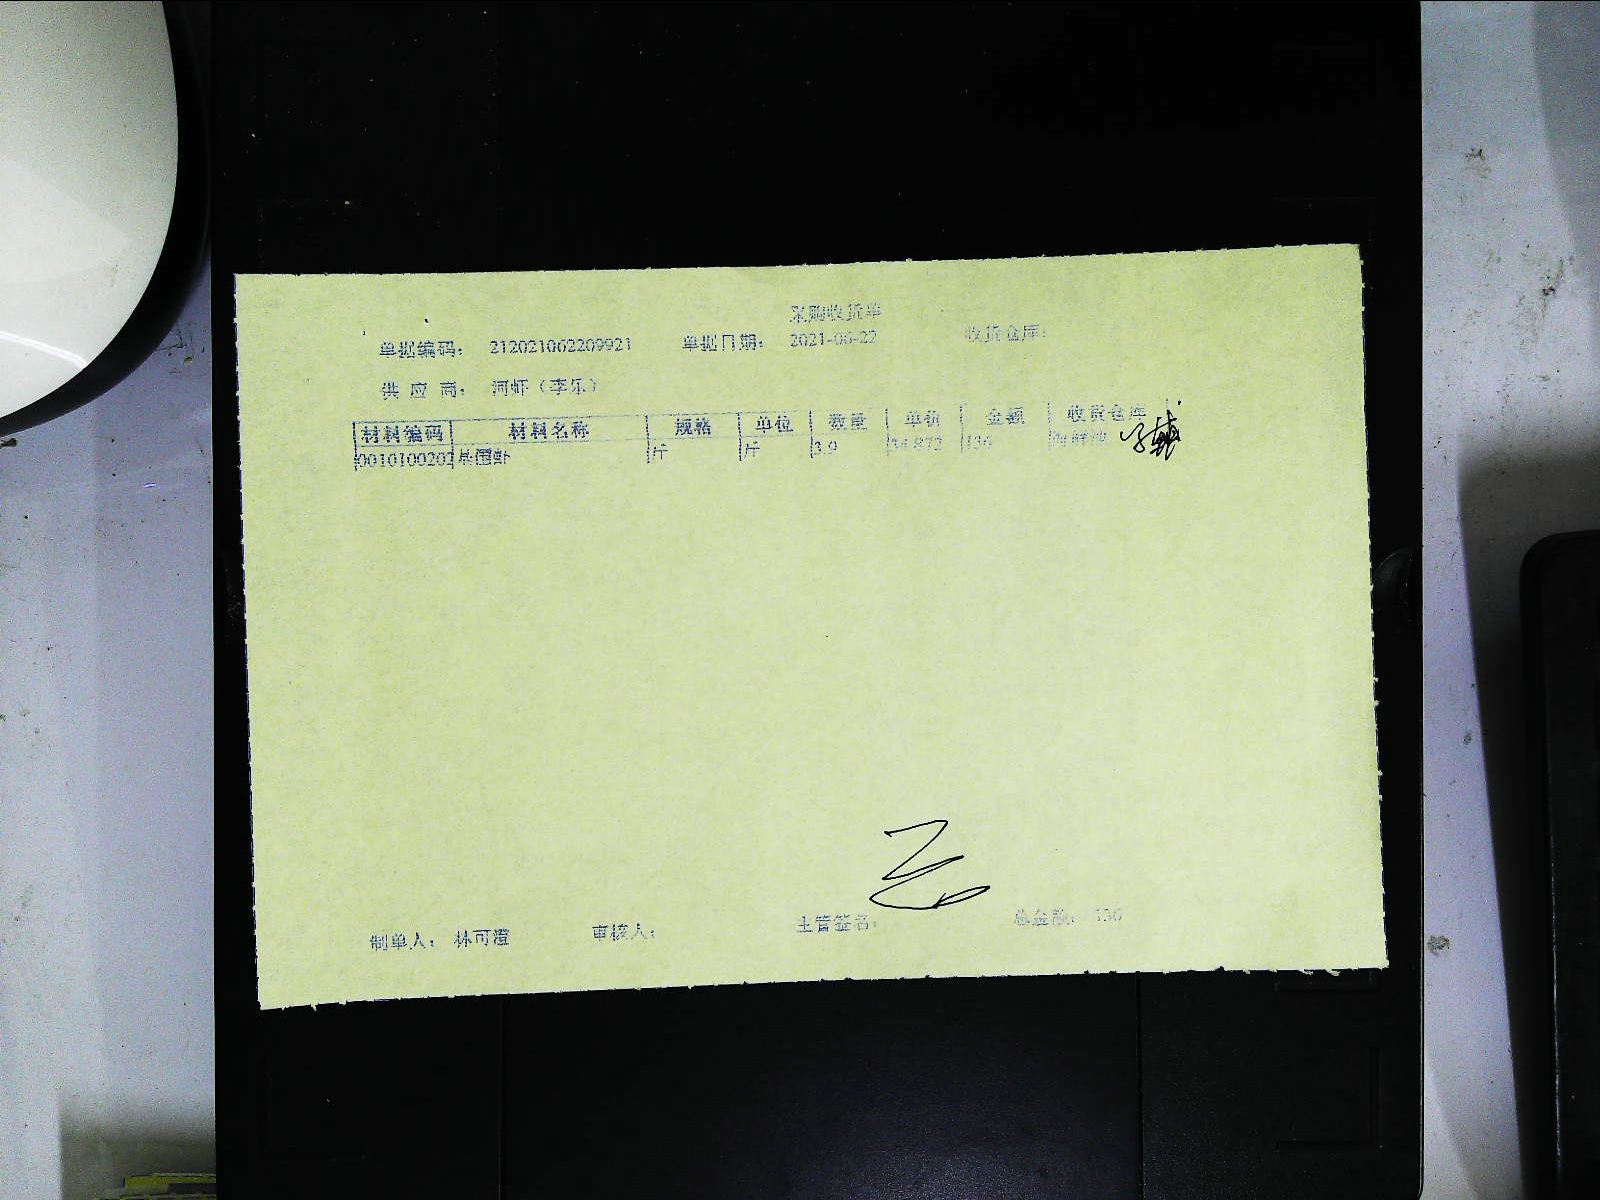 采购收货单
单据编码： 212021062209921 单据日期： 2021-06-22 收货仓库：
供 应 商： 河虾（李乐）
材料编码 材料名称 规格 单位 数量 单价 金额 收货仓库
0010100202 斤 斤 3.9 34.872 136
制单人： 林可澄 审核人： 主管签名： 总金额： 136